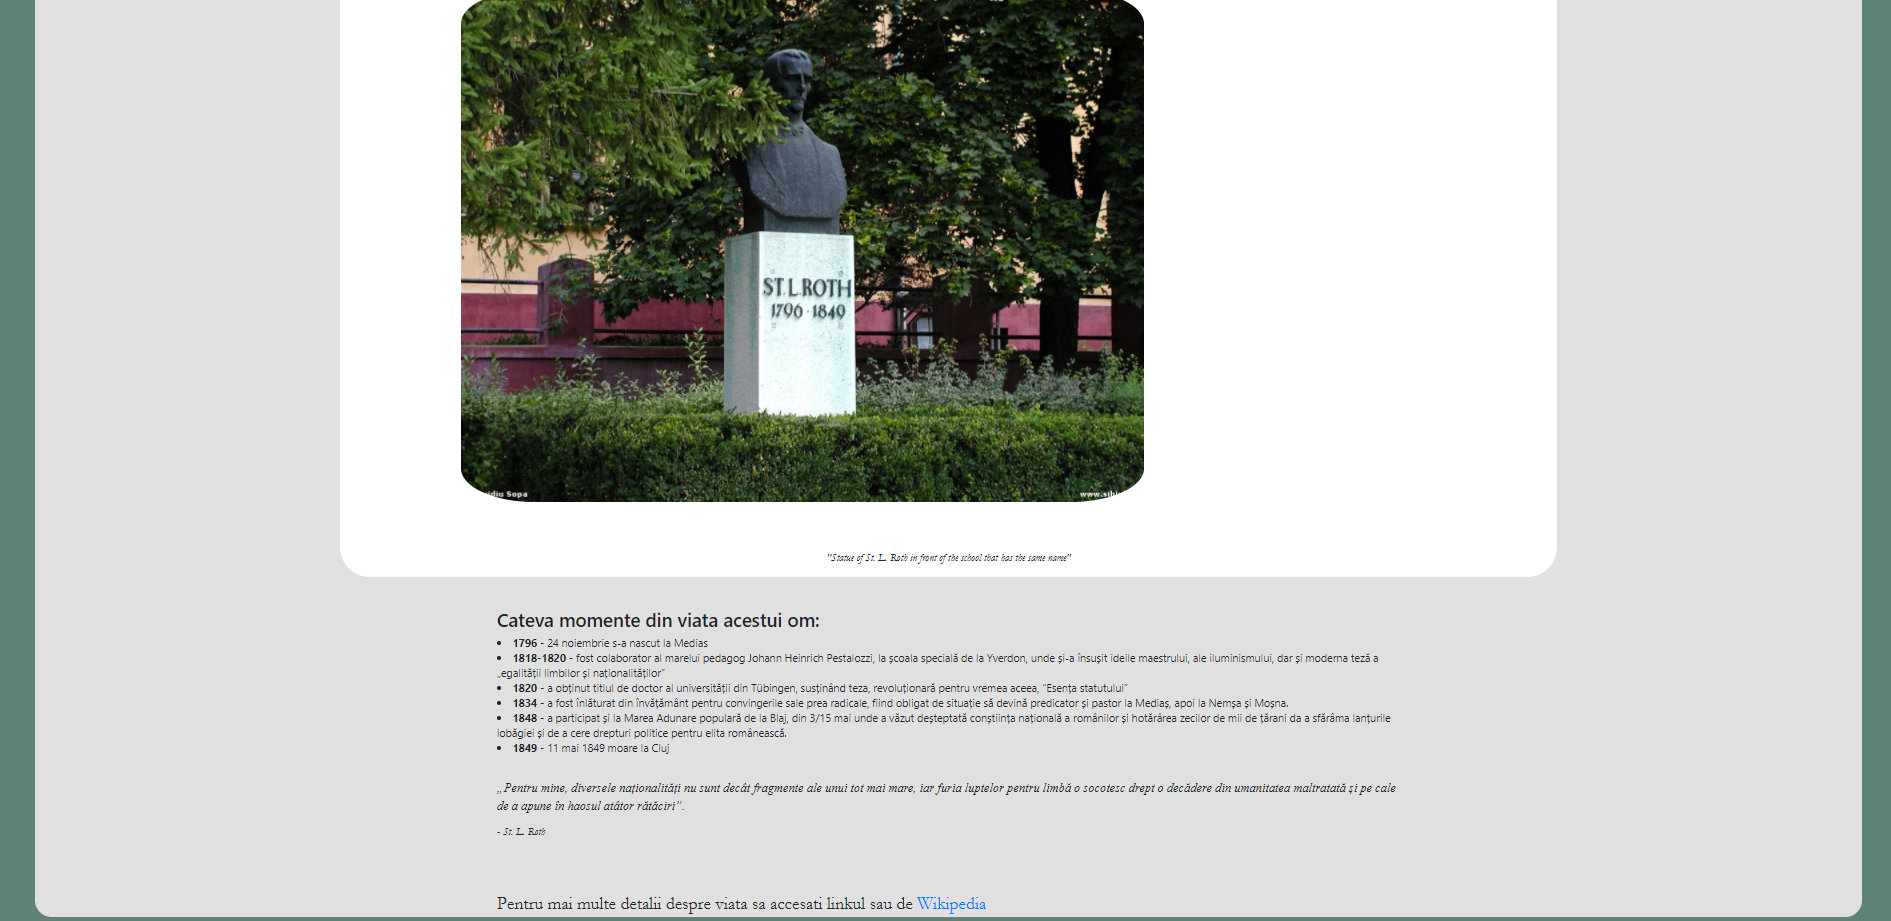 ST. L. ROTH
1796 · 1849
idiu Sopa
www.sibi
"Statue of St. L. Roth in front of the school that has the same name"
Cateva momente din viata acestui om:
• 1796 - 24 noiembrie s-a nascut la Medias
• 1818-1820 - fost colaborator al marelui pedagog Johann Heinrich Pestalozzi, la școala specială de la Yverdon, unde și-a însușit ideile maestrului, ale iluminismului, dar și moderna teză a
„egalității limbilor și naționalităților”
• 1820 - a obținut titlul de doctor al universității din Tübingen, susținând teza, revoluționară pentru vremea aceea, “Esența statutului”
• 1834 - a fost înlăturat din învățământ pentru convingerile sale prea radicale, fiind obligat de situație să devină predicator și pastor la Mediaș, apoi la Nemșa și Moșna.
• 1848 - a participat și la Marea Adunare populară de la Blaj, din 3/15 mai unde a văzut deșteptată conștiința națională a românilor și hotărârea zecilor de mii de țărani da a sfărâma lanțurile
iobăgiei și de a cere drepturi politice pentru elita românească.
• 1849 - 11 mai 1849 moare la Cluj
„Pentru mine, diversele naționalități nu sunt decât fragmente ale unui tot mai mare, iar furia luptelor pentru limbă o socotesc drept o decădere din umanitatea maltratată și pe cale
de a apune în haosul atâtor rătăciri”.
- St. L. Roth
Pentru mai multe detalii despre viata sa accesati linkul sau de Wikipedia